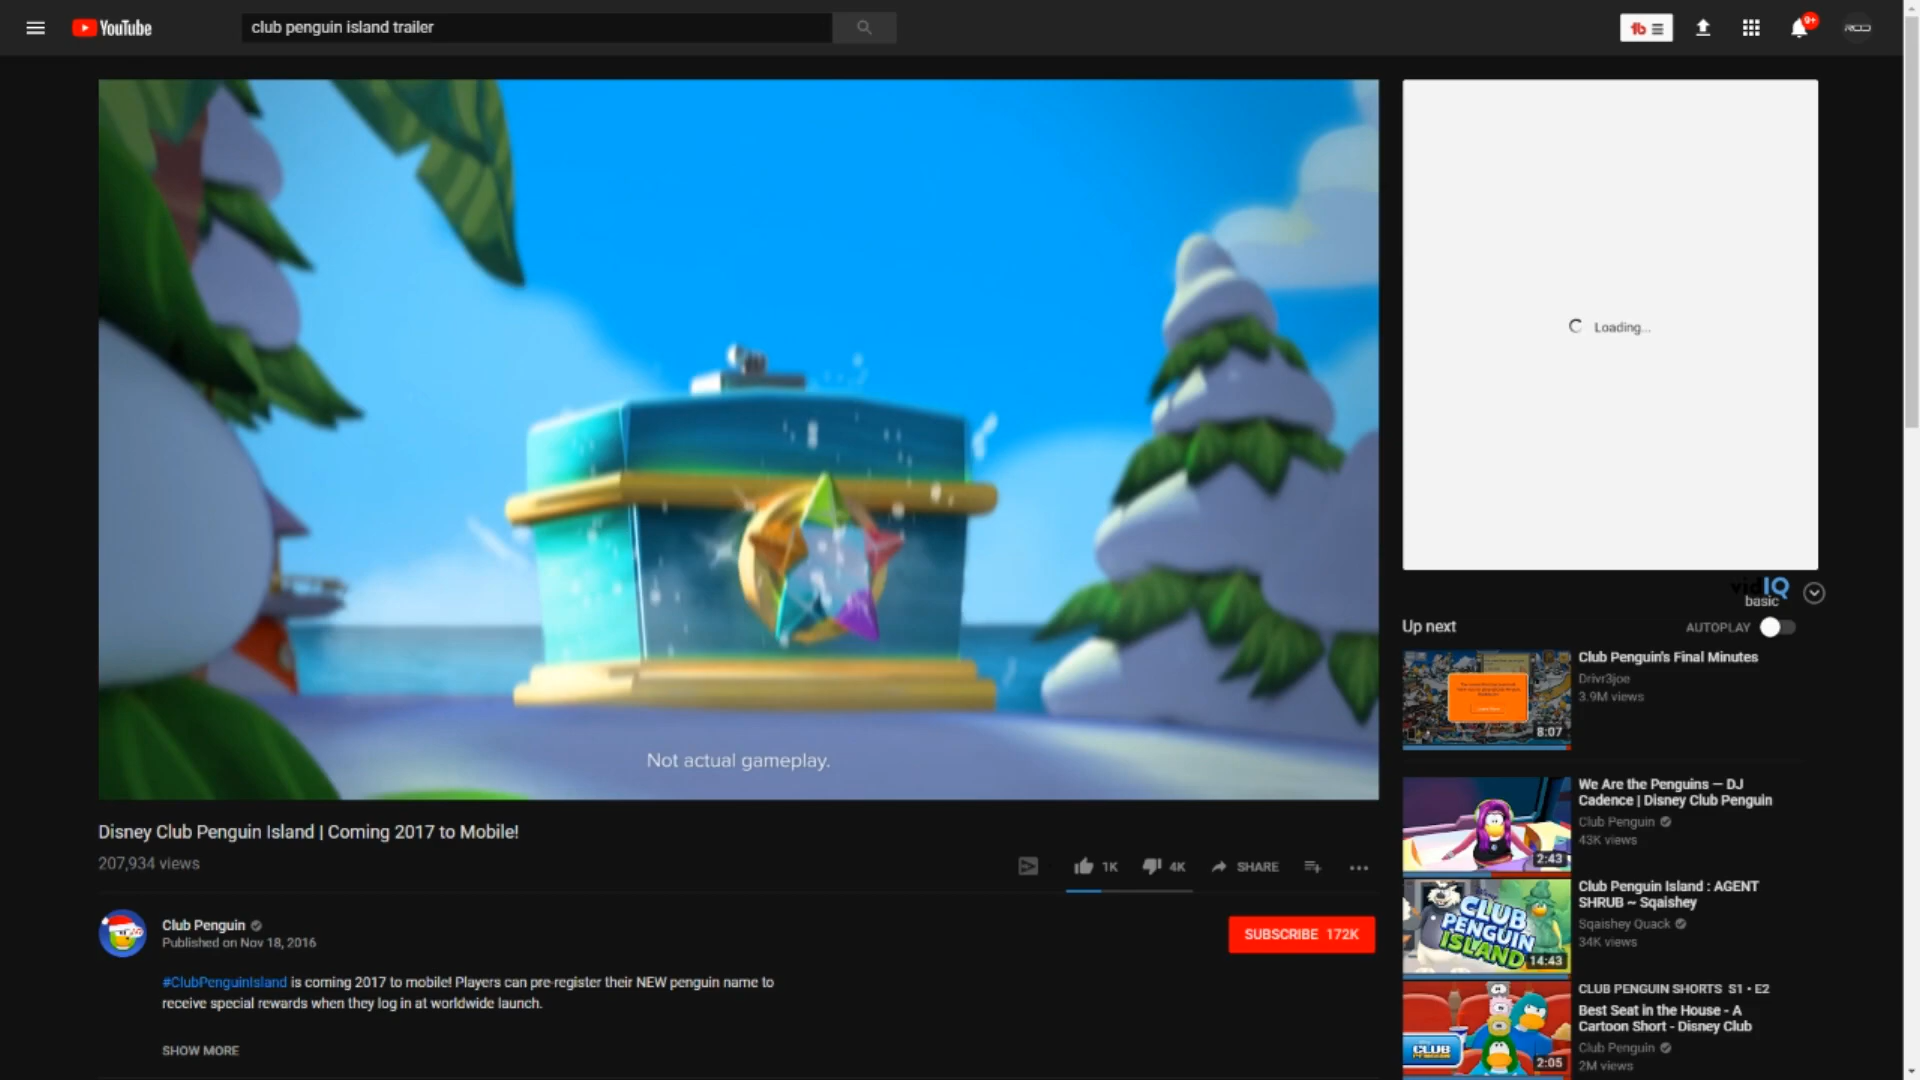 YouTube
club penguin island trailer
9+
Loading...
vidIQ
basic
Not actual gameplay.
Disney Club Penguin Island | Coming 2017 to Mobile!
207,934 views
1K
4K
SHARE
Club Penguin
Published on Nov 18, 2016
SUBSCRIBE 172K
#ClubPenguinIsland is coming 2017 to mobile! Players can pre-register their NEW penguin name to
receive special rewards when they log in at worldwide launch.
SHOW MORE
Up next
AUTOPLAY
Club Penguin's Final Minutes
Drivr3joe
3.9M views
8:07
We Are the Penguins — DJ
Cadence | Disney Club Penguin
Club Penguin
43K views
2:43
Club Penguin Island : AGENT
SHRUB ~ Sqaishey
Sqaishey Quack
34K views
CLUB
PENGUIN
ISLAND
14:43
CLUB PENGUIN SHORTS S1 • E2
Best Seat in the House - A
Cartoon Short - Disney Club
Club Penguin
2M views
CLUB
PENGUIN
2:05